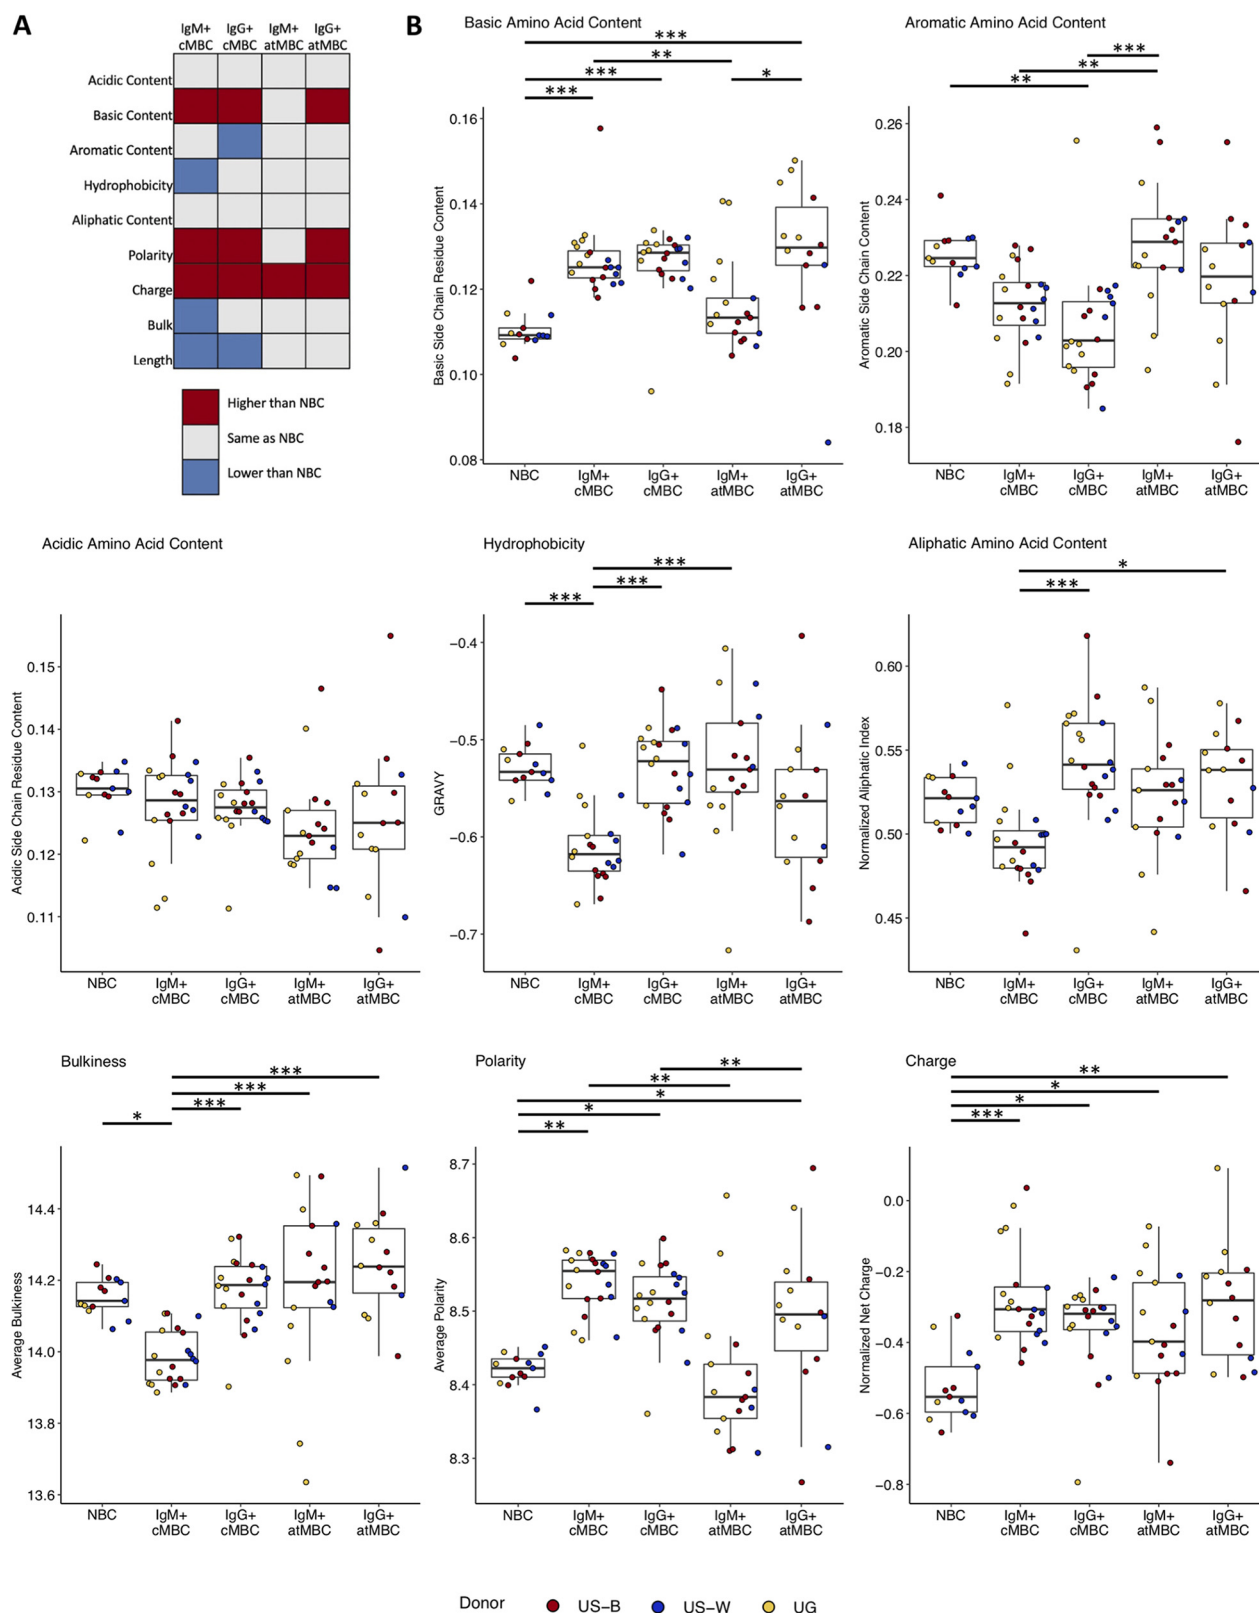 A
IgM+ IgG+ IgM+ IgG+
cMBC cMBC atMBC atMBC
Acidic Content
Basic Content
Aromatic Content
Hydrophobicity
Aliphatic Content
Polarity
Charge
Bulk
Length
Higher than NBC
Same as NBC
Lower than NBC
B
Basic Amino Acid Content
***
**
***
*
***
Basic Side Chain Residue Content
0.16
0.14
0.12
0.10
0.08
NBC IgM+ IgG+ IgM+ IgG+
cMBC cMBC atMBC atMBC
Aromatic Amino Acid Content
***
**
**
Aromatic Side Chain Content
0.26
0.24
0.22
0.20
0.18
NBC IgM+ IgG+ IgM+ IgG+
cMBC cMBC atMBC atMBC
Acidic Amino Acid Content
Acidic Side Chain Residue Content
0.15
0.14
0.13
0.12
0.11
NBC IgM+ IgG+ IgM+ IgG+
cMBC cMBC atMBC atMBC
Hydrophobicity
***
***
***
GRAVY
−0.4
−0.5
−0.6
−0.7
NBC IgM+ IgG+ IgM+ IgG+
cMBC cMBC atMBC atMBC
Aliphatic Amino Acid Content
*
***
Normalized Aliphatic Index
0.60
0.55
0.50
0.45
NBC IgM+ IgG+ IgM+ IgG+
cMBC cMBC atMBC atMBC
Bulkiness
***
***
***
*
Average Bulkiness
14.4
14.2
14.0
13.8
13.6
NBC IgM+ IgG+ IgM+ IgG+
cMBC cMBC atMBC atMBC
Polarity
**
**
*
*
**
Average Polarity
8.7
8.6
8.5
8.4
8.3
NBC IgM+ IgG+ IgM+ IgG+
cMBC cMBC atMBC atMBC
Charge
**
*
*
***
Normalized Net Charge
0.0
−0.2
−0.4
−0.6
−0.8
NBC IgM+ IgG+ IgM+ IgG+
cMBC cMBC atMBC atMBC
Donor US−B US−W UG